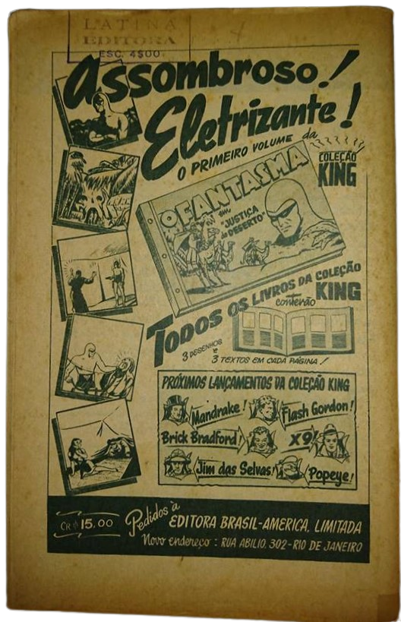 LATINA
EDITORA
ESC. 4$00
Assombroso!
Eletrizante!
O PRIMEIRO VOLUME da
COLEÇÃO
KING
O FANTASMA
em
"JUSTIÇA
no DESERTO"
TODOS OS LIVROS DA COLEÇÃO
KING
conterão
3 DESENHOS e
3 TEXTOS EM CADA PÁGINA!
PRÓXIMOS LANÇAMENTOS DA COLEÇÃO KING
Mandrake! Flash Gordon!
Brick Bradford! X9!
Jim das Selvas! Popeye!
CR$ 15,00
Pedidos à
EDITORA BRASIL-AMERICA, LIMITADA
Novo endereço: RUA ABILIO, 302-RIO DE JANEIRO